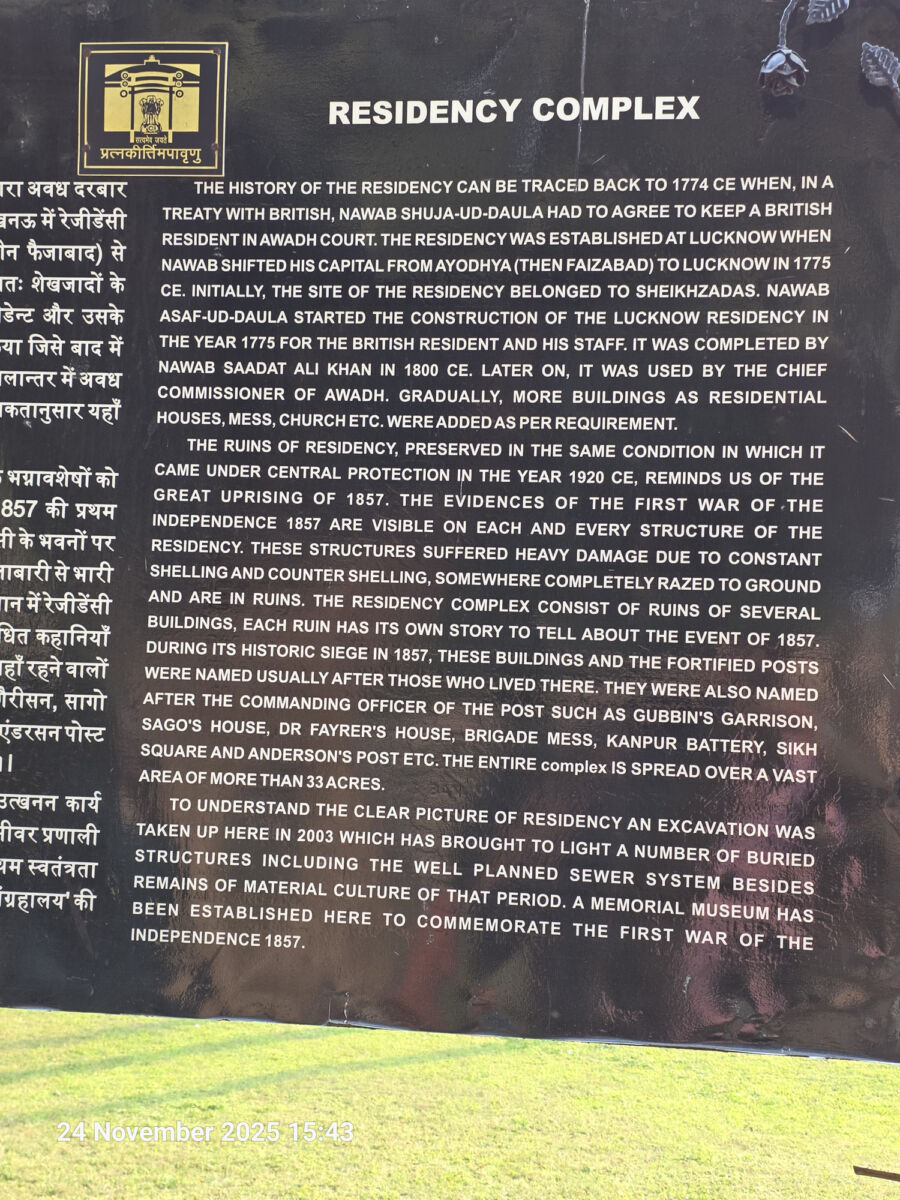 सत्यमेव जयते
प्रत्नकीर्त्तिमपावृणु
RESIDENCY COMPLEX
अवध दरबार
में रेजीडेंसी
फैजाबाद) से
शेखजादों के
और उसके
जिसे बाद में
में अवध
यहाँ
भग्नावशेषों को
1857 की प्रथम
के भवनों पर
से भारी
में रेजीडेंसी
कहानियाँ
रहने वालों
सागो
एंडरसन पोस्ट
।
उत्खनन कार्य
प्रणाली
स्वतंत्रता
की
THE HISTORY OF THE RESIDENCY CAN BE TRACED BACK TO 1774 CE WHEN, IN A
TREATY WITH BRITISH, NAWAB SHUJA-UD-DAULA HAD TO AGREE TO KEEP A BRITISH
RESIDENT IN AWADH COURT. THE RESIDENCY WAS ESTABLISHED AT LUCKNOW WHEN
NAWAB SHIFTED HIS CAPITAL FROM AYODHYA (THEN FAIZABAD) TO LUCKNOW IN 1775
CE. INITIALLY, THE SITE OF THE RESIDENCY BELONGED TO SHEIKHZADAS. NAWAB
ASAF-UD-DAULA STARTED THE CONSTRUCTION OF THE LUCKNOW RESIDENCY IN
THE YEAR 1775 FOR THE BRITISH RESIDENT AND HIS STAFF. IT WAS COMPLETED BY
NAWAB SAADAT ALI KHAN IN 1800 CE. LATER ON, IT WAS USED BY THE CHIEF
COMMISSIONER OF AWADH. GRADUALLY, MORE BUILDINGS AS RESIDENTIAL
HOUSES, MESS, CHURCH ETC. WERE ADDED AS PER REQUIREMENT.
THE RUINS OF RESIDENCY, PRESERVED IN THE SAME CONDITION IN WHICH IT
CAME UNDER CENTRAL PROTECTION IN THE YEAR 1920 CE, REMINDS US OF THE
GREAT UPRISING OF 1857. THE EVIDENCES OF THE FIRST WAR OF THE
INDEPENDENCE 1857 ARE VISIBLE ON EACH AND EVERY STRUCTURE OF THE
RESIDENCY. THESE STRUCTURES SUFFERED HEAVY DAMAGE DUE TO CONSTANT
SHELLING AND COUNTER SHELLING, SOMEWHERE COMPLETELY RAZED TO GROUND
AND ARE IN RUINS. THE RESIDENCY COMPLEX CONSIST OF RUINS OF SEVERAL
BUILDINGS, EACH RUIN HAS ITS OWN STORY TO TELL ABOUT THE EVENT OF 1857.
DURING ITS HISTORIC SIEGE IN 1857, THESE BUILDINGS AND THE FORTIFIED POSTS
WERE NAMED USUALLY AFTER THOSE WHO LIVED THERE. THEY WERE ALSO NAMED
AFTER THE COMMANDING OFFICER OF THE POST SUCH AS GUBBIN'S GARRISON,
SAGO'S HOUSE, DR FAYRER'S HOUSE, BRIGADE MESS, KANPUR BATTERY, SIKH
SQUARE AND ANDERSON'S POST ETC. THE ENTIRE complex IS SPREAD OVER A VAST
AREA OF MORE THAN 33 ACRES.
TO UNDERSTAND THE CLEAR PICTURE OF RESIDENCY AN EXCAVATION WAS
TAKEN UP HERE IN 2003 WHICH HAS BROUGHT TO LIGHT A NUMBER OF BURIED
STRUCTURES INCLUDING THE WELL PLANNED SEWER SYSTEM BESIDES
REMAINS OF MATERIAL CULTURE OF THAT PERIOD. A MEMORIAL MUSEUM HAS
BEEN ESTABLISHED HERE TO COMMEMORATE THE FIRST WAR OF THE
INDEPENDENCE 1857.
24 November 2025 15:43